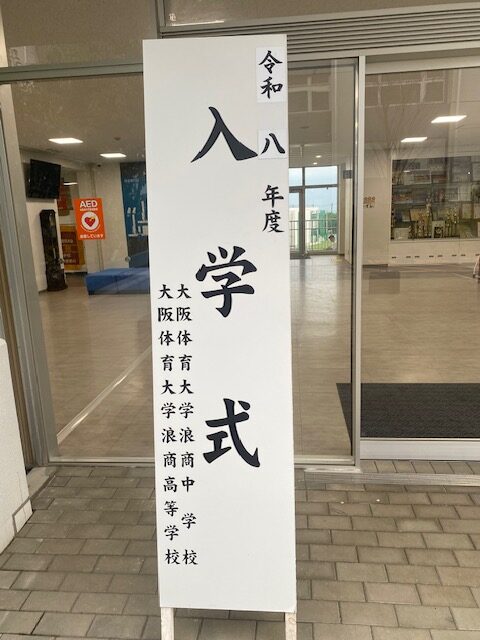 令和八年度
入学式
大阪体育大学浪商中学校
大阪体育大学浪商高等学校
AED